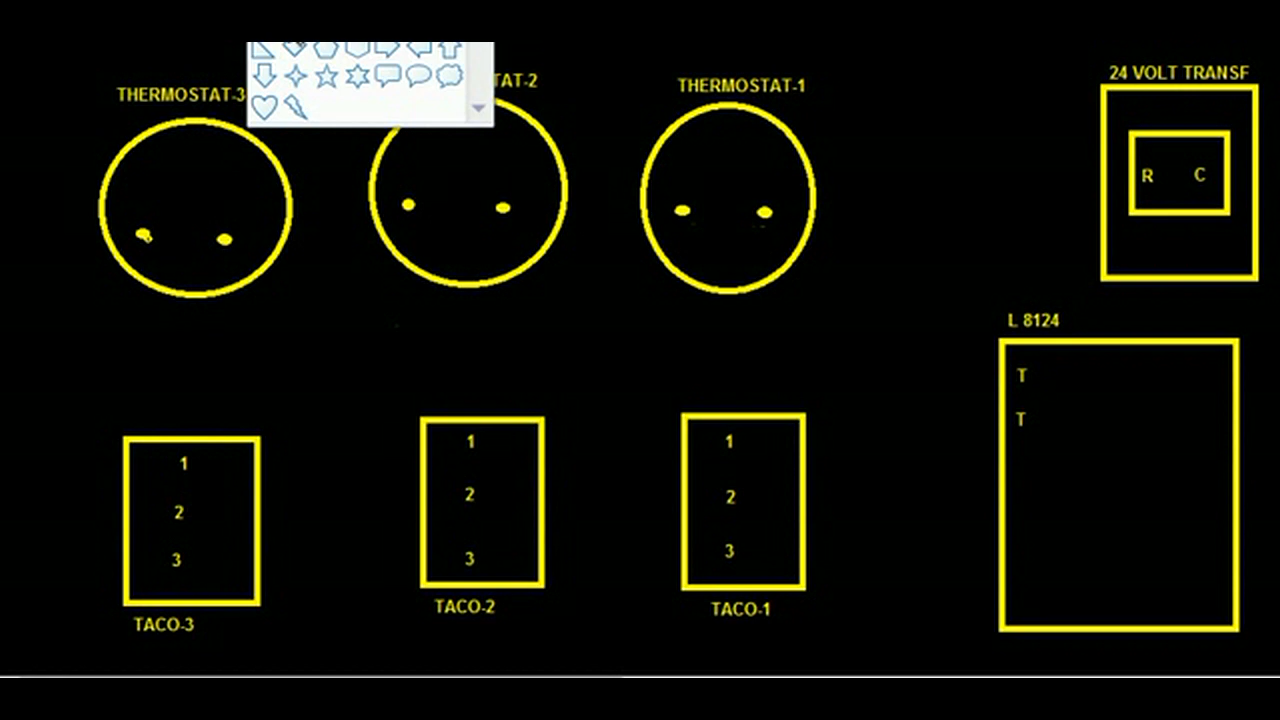 THERMOSTAT-3
TAT-2
THERMOSTAT-1
24 VOLT TRANSF
R C
L 8124
T
T
1
2
3
TACO-3
1
2
3
TACO-2
1
2
3
TACO-1